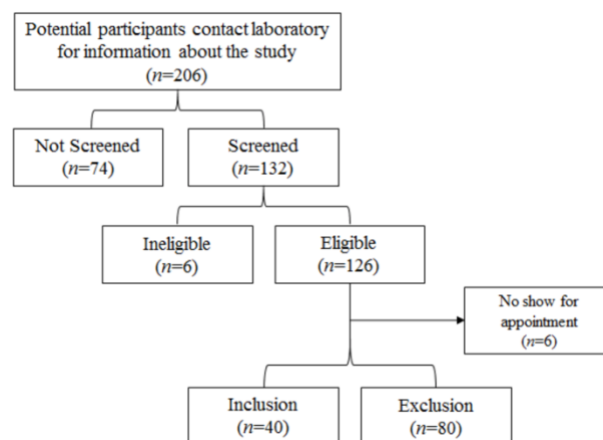 Potential participants contact laboratory
for information about the study
(n=206)
Not Screened
(n=74)
Screened
(n=132)
Ineligible
(n=6)
Eligible
(n=126)
No show for
appointment
(n=6)
Inclusion
(n=40)
Exclusion
(n=80)